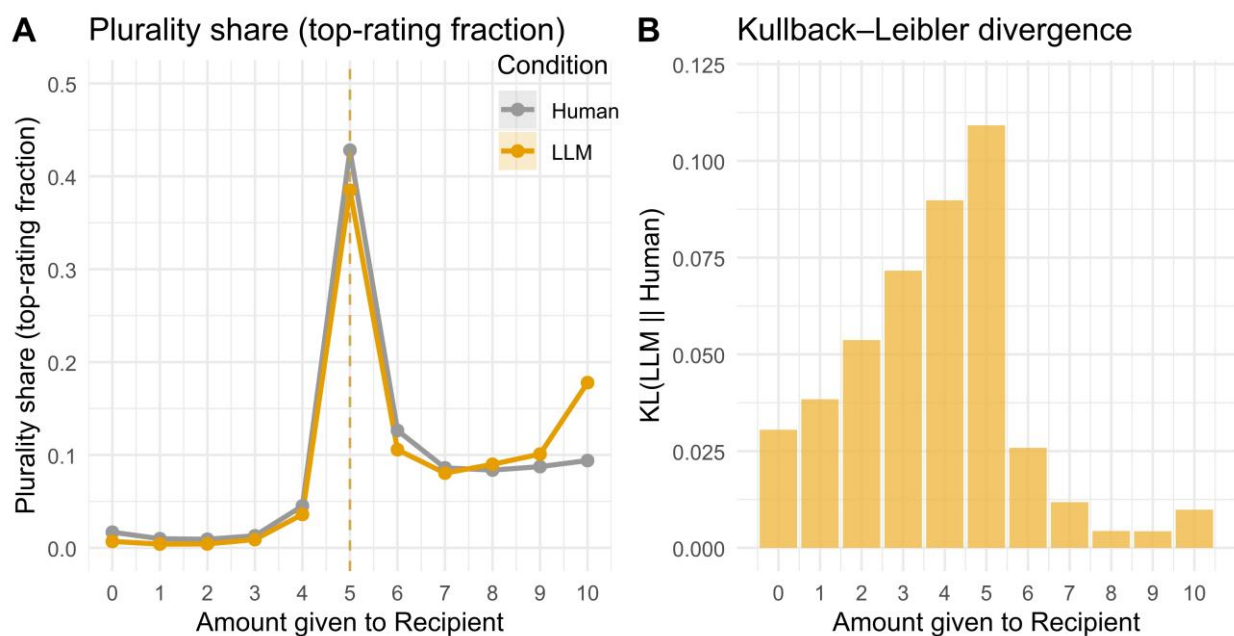 A Plurality share (top-rating fraction)
Condition
Human
LLM
Plurality share (top-rating fraction)
0.5
0.4
0.3
0.2
0.1
0.0
0 1 2 3 4 5 6 7 8 9 10
Amount given to Recipient
B Kullback–Leibler divergence
KL(LLM || Human)
0.125
0.100
0.075
0.050
0.025
0.000
0 1 2 3 4 5 6 7 8 9 10
Amount given to Recipient